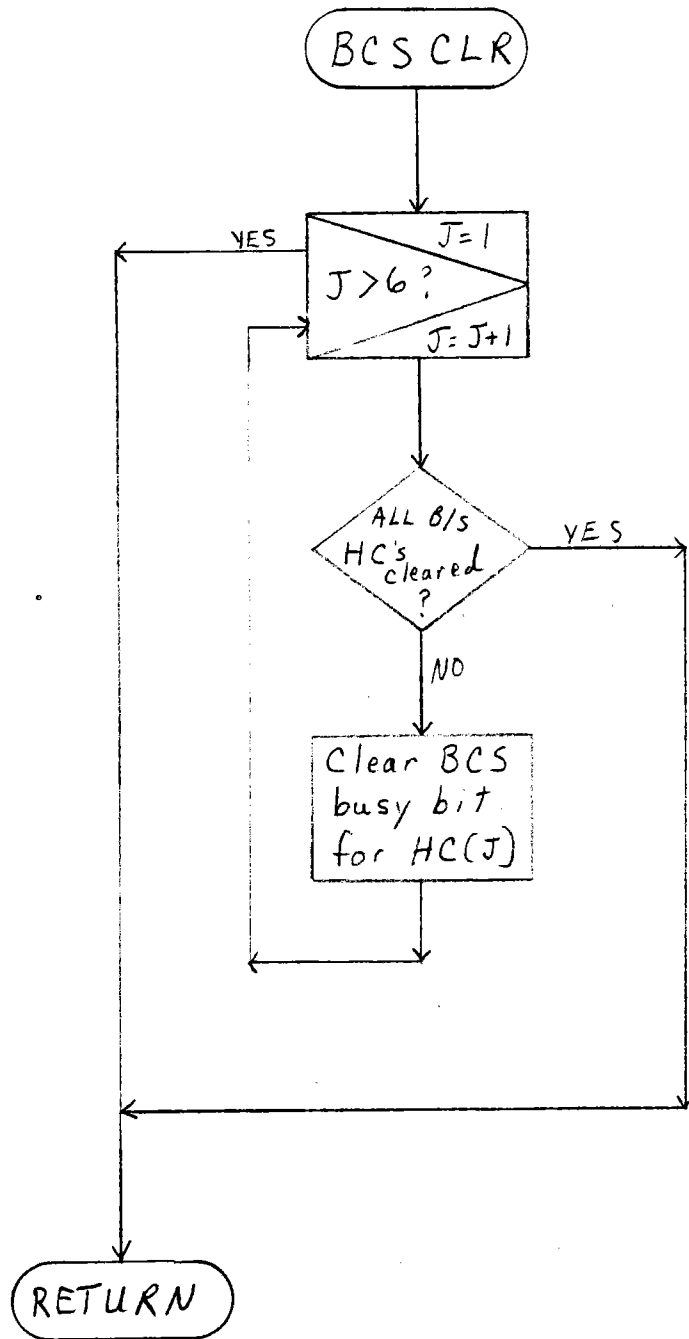 BCS CLR
J=1
YES
J>6?
J=J+1
ALL B/S
HC's
cleared
?
YES
NO
Clear BCS
busy bit
for HC(J)
RETURN